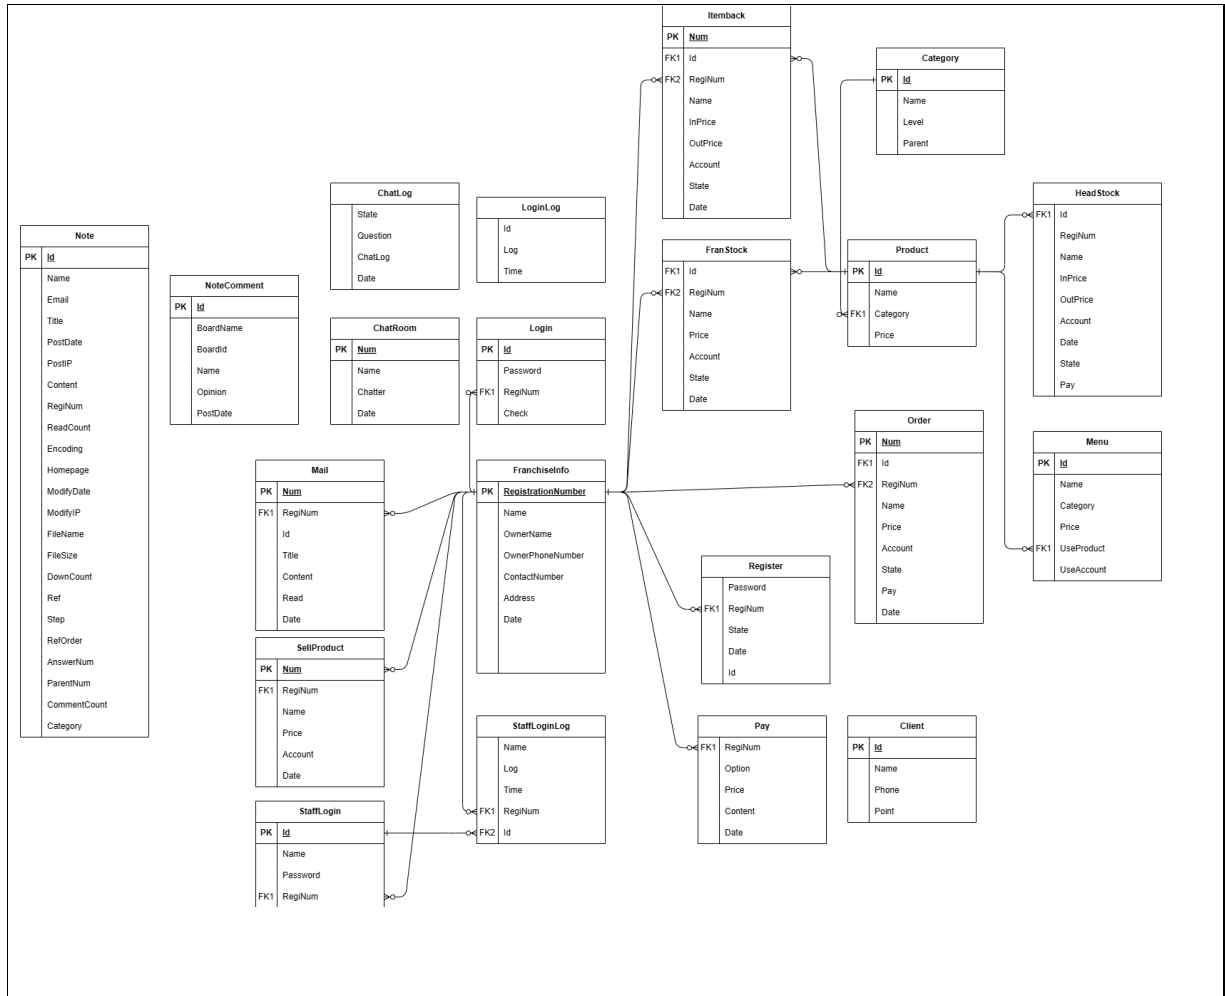 Itemback
PK Num
FK1 Id
FK2 RegiNum
Name
InPrice
OutPrice
Account
State
Date
Category
PK Id
Name
Level
Parent
ChatLog
State
Question
ChatLog
Date
LoginLog
Id
Log
Time
HeadStock
FK1 Id
RegiNum
Name
InPrice
OutPrice
Account
Date
State
Pay
Note
PK Id
Name
Email
Title
PostDate
PostIP
Content
RegiNum
ReadCount
Encoding
Homepage
ModifyDate
ModifyIP
FileName
FileSize
DownCount
Ref
Step
RefOrder
AnswerNum
ParentNum
CommentCount
Category
NoteComment
PK Id
BoardName
BoardId
Name
Opinion
PostDate
FranStock
FK1 Id
FK2 RegiNum
Name
Price
Account
State
Date
Product
PK Id
Name
FK1 Category
Price
ChatRoom
PK Num
Name
Chatter
Date
Login
PK Id
Password
FK1 RegiNum
Check
Order
PK Num
FK1 Id
FK2 RegiNum
Name
Price
Account
State
Pay
Date
Menu
PK Id
Name
Category
Price
FK1 UseProduct
UseAccount
Mail
PK Num
FK1 RegiNum
Id
Title
Content
Read
Date
FranchiseInfo
PK RegistrationNumber
Name
OwnerName
OwnerPhoneNumber
ContactNumber
Address
Date
Register
Password
FK1 RegiNum
State
Date
Id
SellProduct
PK Num
FK1 RegiNum
Name
Price
Account
Date
StaffLoginLog
Name
Log
Time
FK1 RegiNum
FK2 Id
Pay
FK1 RegiNum
Option
Price
Content
Date
Client
PK Id
Name
Phone
Point
StaffLogin
PK Id
Name
Password
FK1 RegiNum